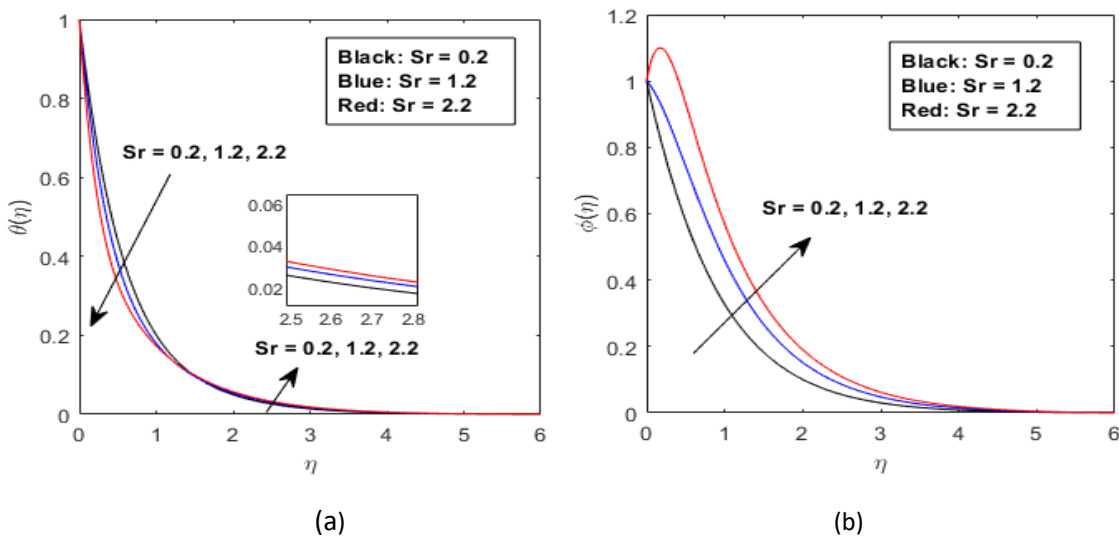 Black: Sr = 0.2
Blue: Sr = 1.2
Red: Sr = 2.2
Sr = 0.2, 1.2, 2.2
Sr = 0.2, 1.2, 2.2
θ(η)
1
0.8
0.6
0.4
0.2
0
0.06
0.04
0.02
2.5 2.6 2.7 2.8
0 1 2 3 4 5 6
η
(a)
Black: Sr = 0.2
Blue: Sr = 1.2
Red: Sr = 2.2
Sr = 0.2, 1.2, 2.2
ϕ(η)
1.2
1
0.8
0.6
0.4
0.2
0
0 1 2 3 4 5 6
η
(b)